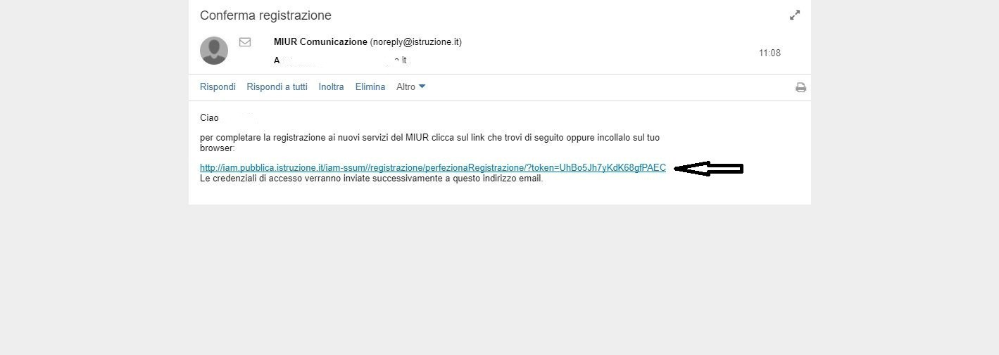 Conferma registrazione
MIUR Comunicazione (noreply@istruzione.it)
A it
11:08
Rispondi Rispondi a tutti Inoltra Elimina Altro
Ciao
per completare la registrazione ai nuovi servizi del MIUR clicca sul link che trovi di seguito oppure incollalo sul tuo
browser:
http://iam.pubblica.istruzione.it/iam-ssum//registrazione/perfezionaRegistrazione/?token=UhBo5Jh7yKdK68gfPAEC
Le credenziali di accesso verranno inviate successivamente a questo indirizzo email.